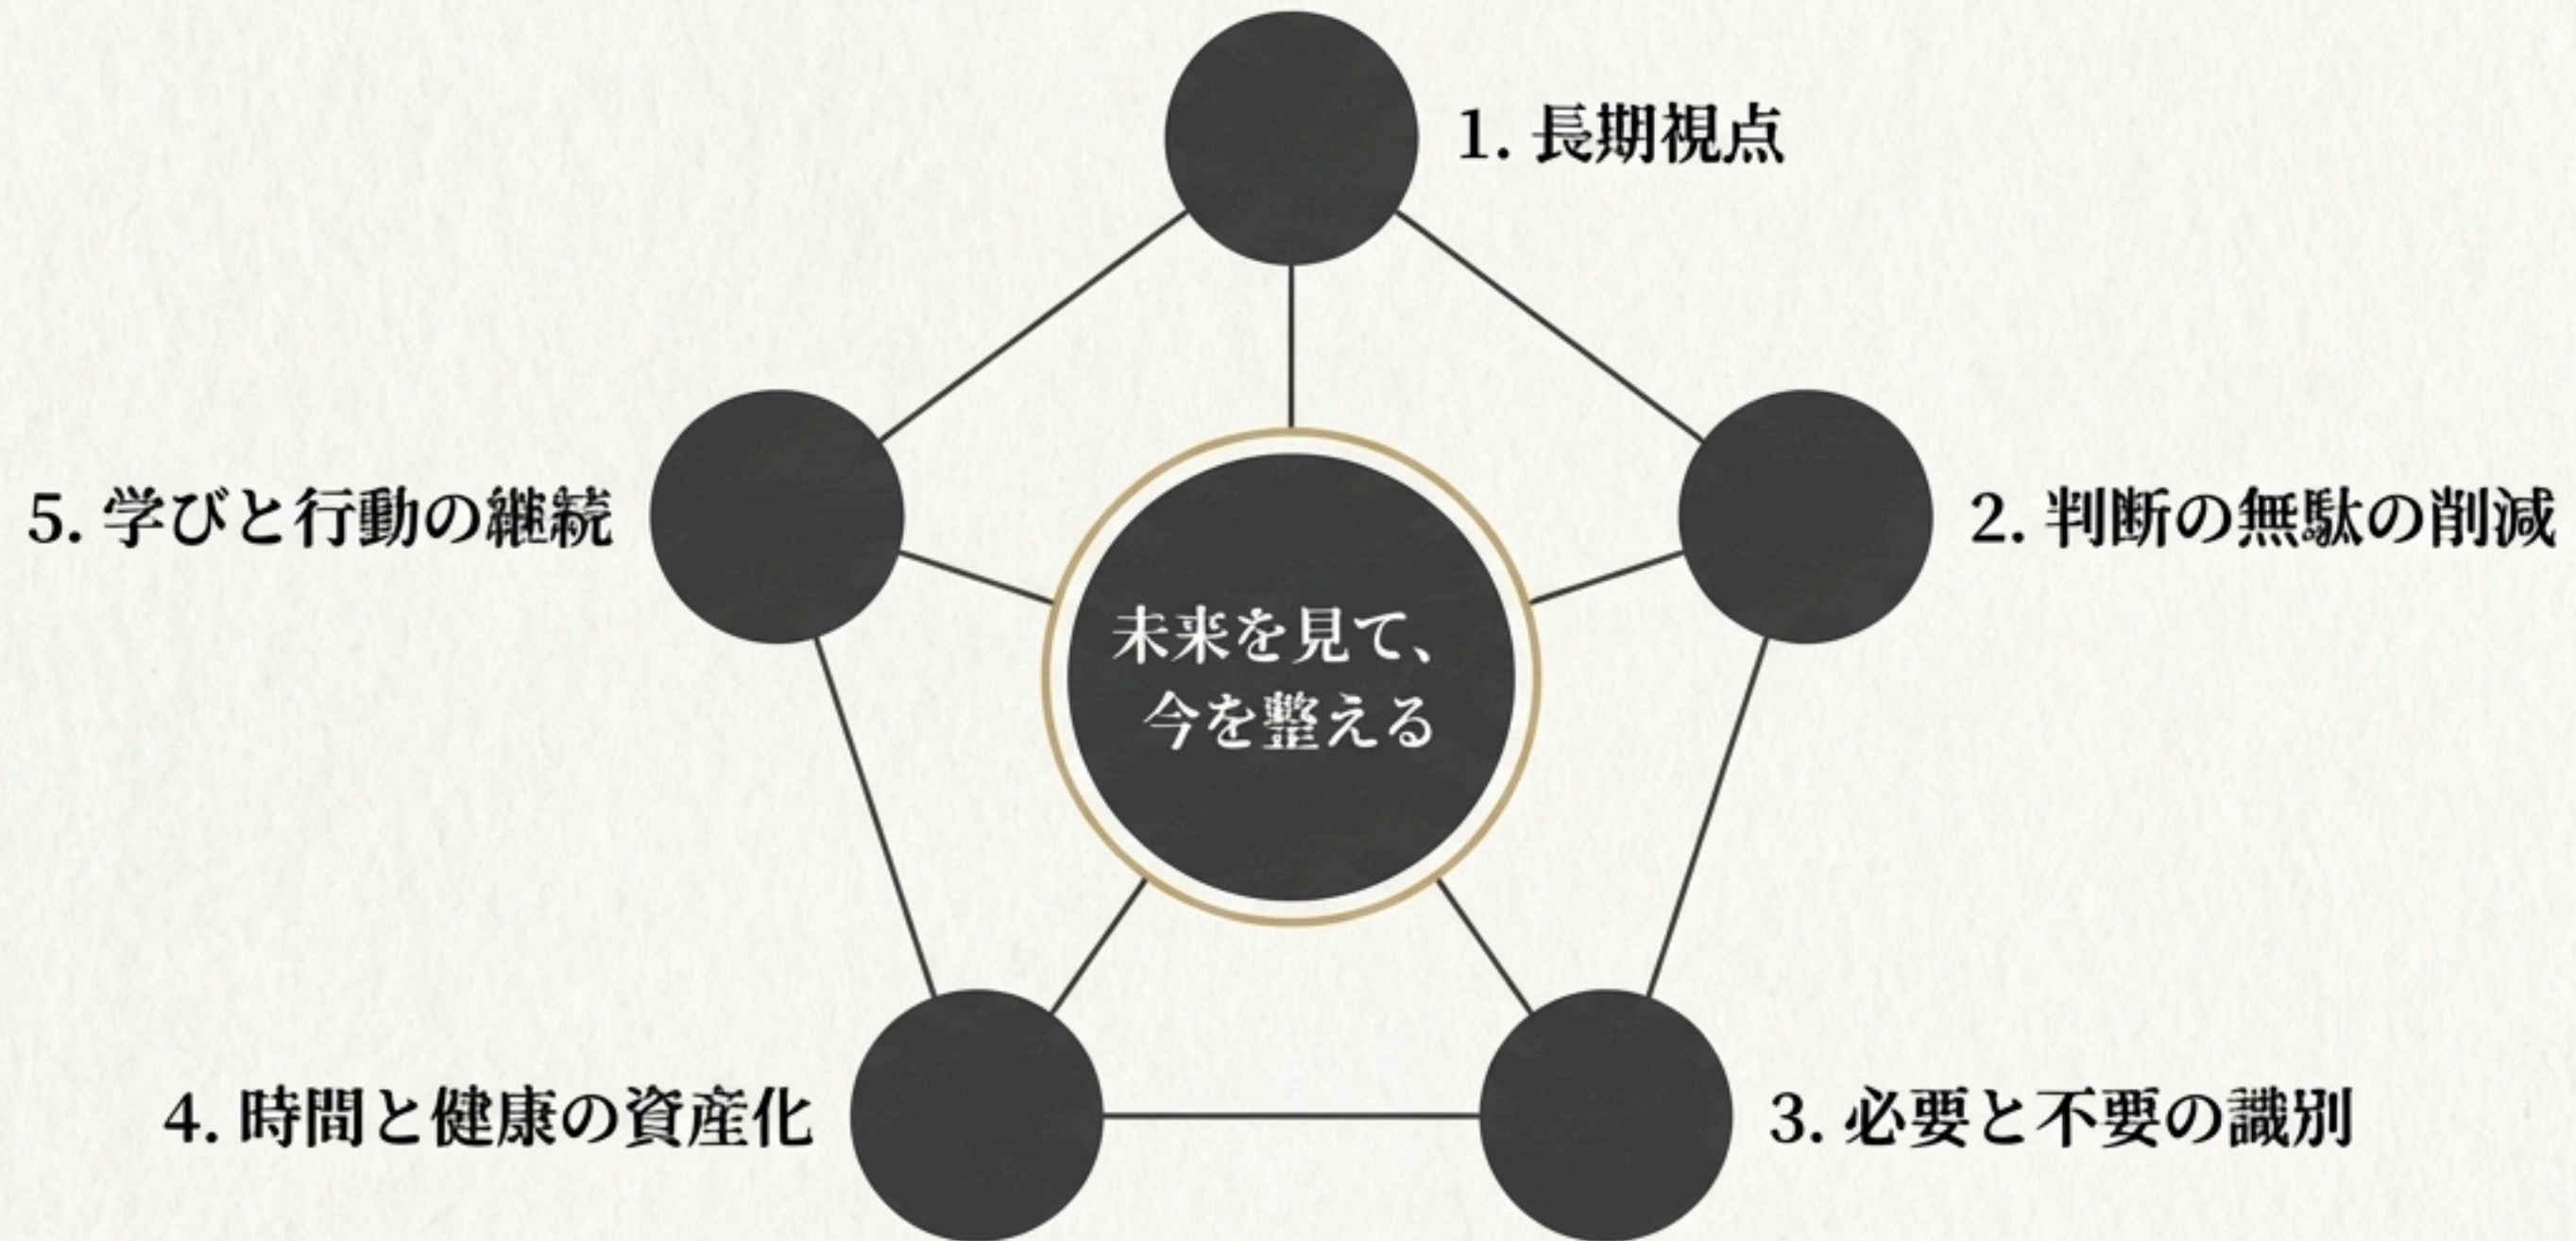 1. 長期視点
5. 学びと行動の継続
2. 判断の無駄の削減
未来を見て、
今を整える
4. 時間と健康の資産化
3. 必要と不要の識別